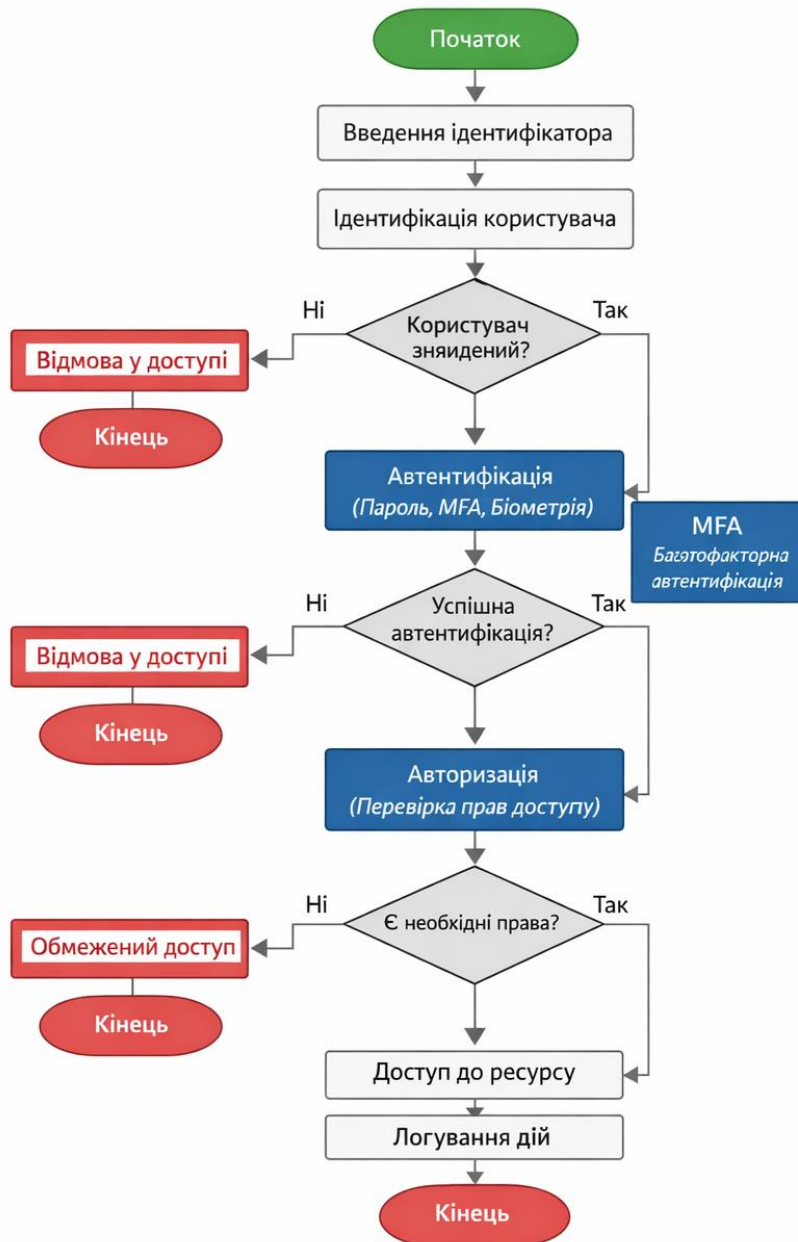 Початок
Введення ідентифікатора
Ідентифікація користувача
Ні
Так
Користувач
зняидений?
Відмова у доступі
Кінець
Автентифікація
(Пароль, MFA, Біометрія)
MFA
Багатофакторна
автентифікація
Ні
Так
Успішна
автентифікація?
Відмова у доступі
Кінець
Авторизація
(Перевірка прав доступу)
Ні
Так
Є необхідні права?
Обмежений доступ
Кінець
Доступ до ресурсу
Логування дій
Кінець